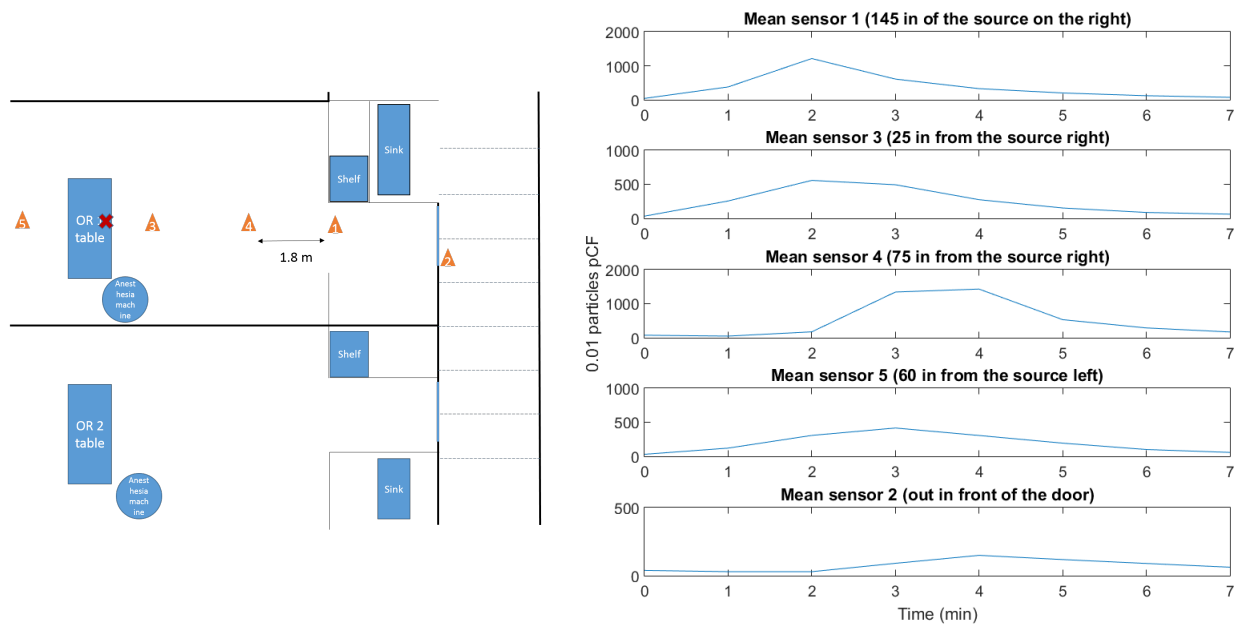 Sink
Shelf
5
OR 1
table
3
4
1
1.8 m
2
Anest
hesia
mach
ine
Shelf
OR 2
table
Anest
hesia
mach
ine
Sink
Mean sensor 1 (145 in of the source on the right)
2000
1000
0
0 1 2 3 4 5 6 7
Mean sensor 3 (25 in from the source right)
1000
500
0
0 1 2 3 4 5 6 7
Mean sensor 4 (75 in from the source right)
2000
1000
0
0 1 2 3 4 5 6 7
Mean sensor 5 (60 in from the source left)
1000
500
0
0 1 2 3 4 5 6 7
Mean sensor 2 (out in front of the door)
500
0
0 1 2 3 4 5 6 7
0.01 particles pCF
Time (min)